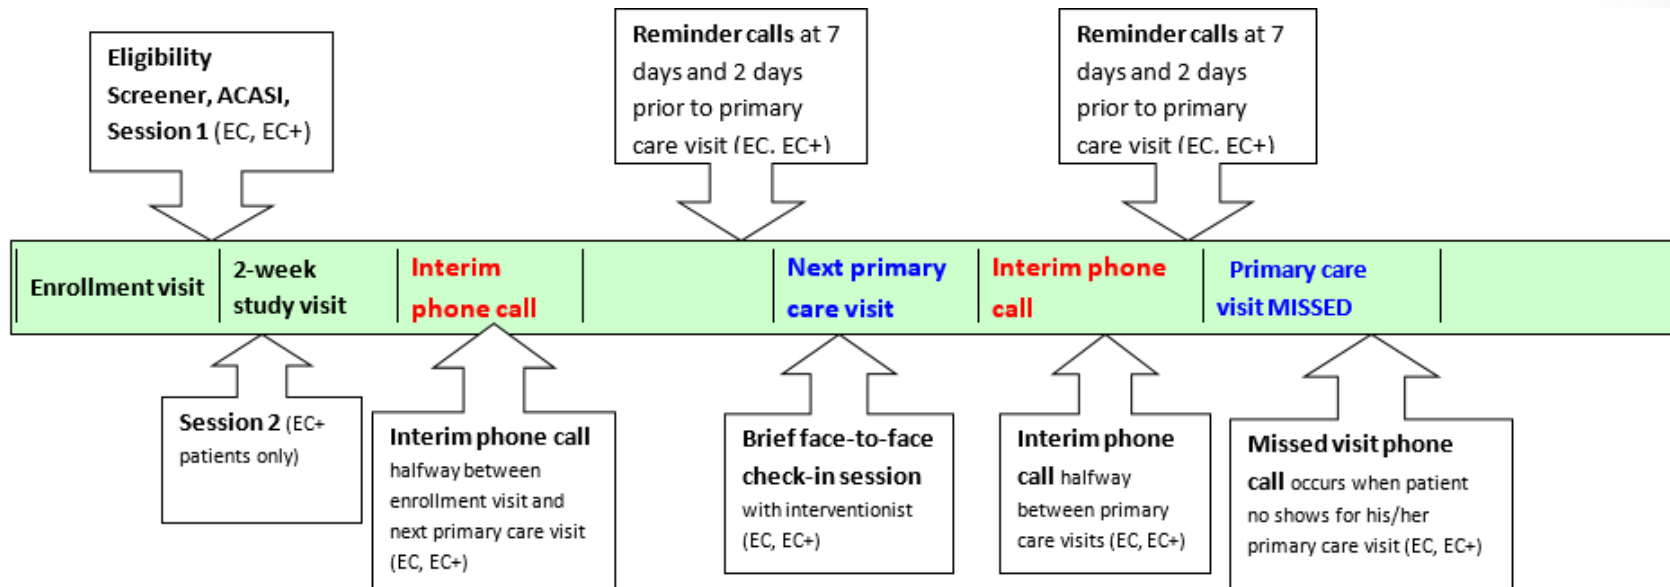 Eligibility
Screener, ACASI,
Session 1 (EC, EC+)
Reminder calls at 7
days and 2 days
prior to primary
care visit (EC, EC+)
Reminder calls at 7
days and 2 days
prior to primary
care visit (EC, EC+)
Enrollment visit
2-week
study visit
Interim
phone call
Next primary
care visit
Interim phone
call
Primary care
visit MISSED
Session 2 (EC+
patients only)
Interim phone call
halfway between
enrollment visit and
next primary care visit
(EC, EC+)
Brief face-to-face
check-in session
with interventionist
(EC, EC+)
Interim phone
call halfway
between primary
care visits (EC, EC+)
Missed visit phone
call occurs when patient
no shows for his/her
primary care visit (EC, EC+)